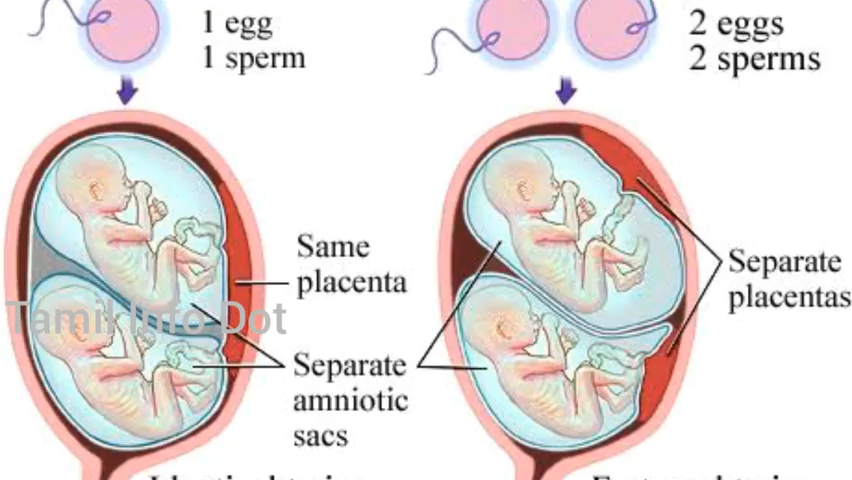 1 egg
1 sperm
2 eggs
2 sperms
Same
placenta
Separate
placentas
Tamil Info Dot
Separate
amniotic
sacs